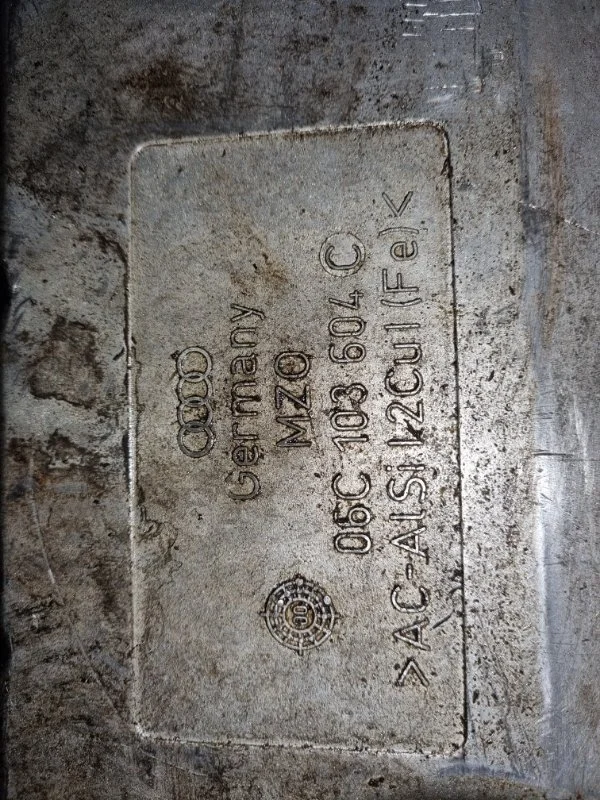 Germany
MZO
06C 103 604 C
>AC-AlSi12Cu1(Fe)<